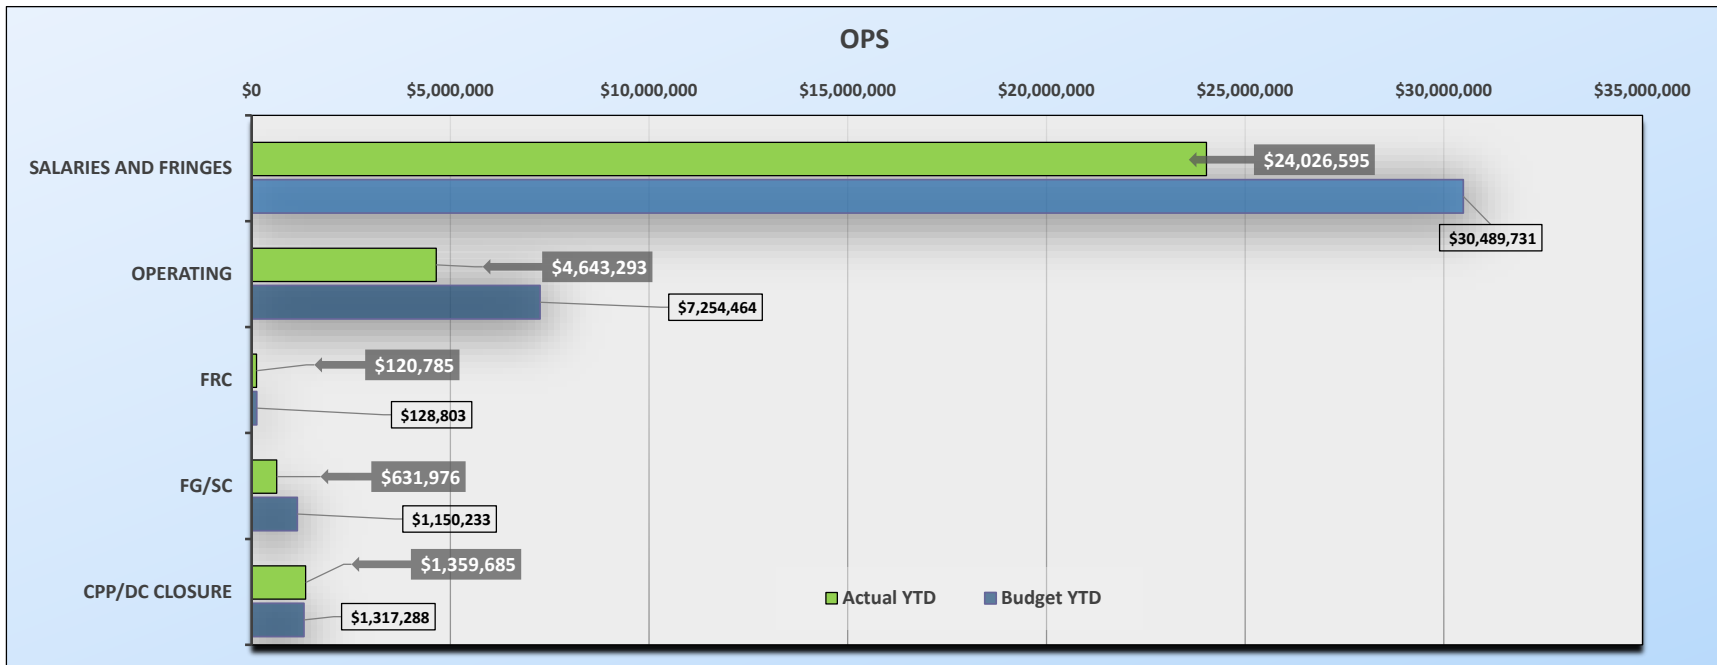 OPS
$0 $5,000,000 $10,000,000 $15,000,000 $20,000,000 $25,000,000 $30,000,000 $35,000,000
SALARIES AND FRINGES
$24,026,595
$30,489,731
OPERATING
$4,643,293
$7,254,464
FRC
$120,785
$128,803
FG/SC
$631,976
$1,150,233
CPP/DC CLOSURE
$1,359,685
$1,317,288
Actual YTD Budget YTD